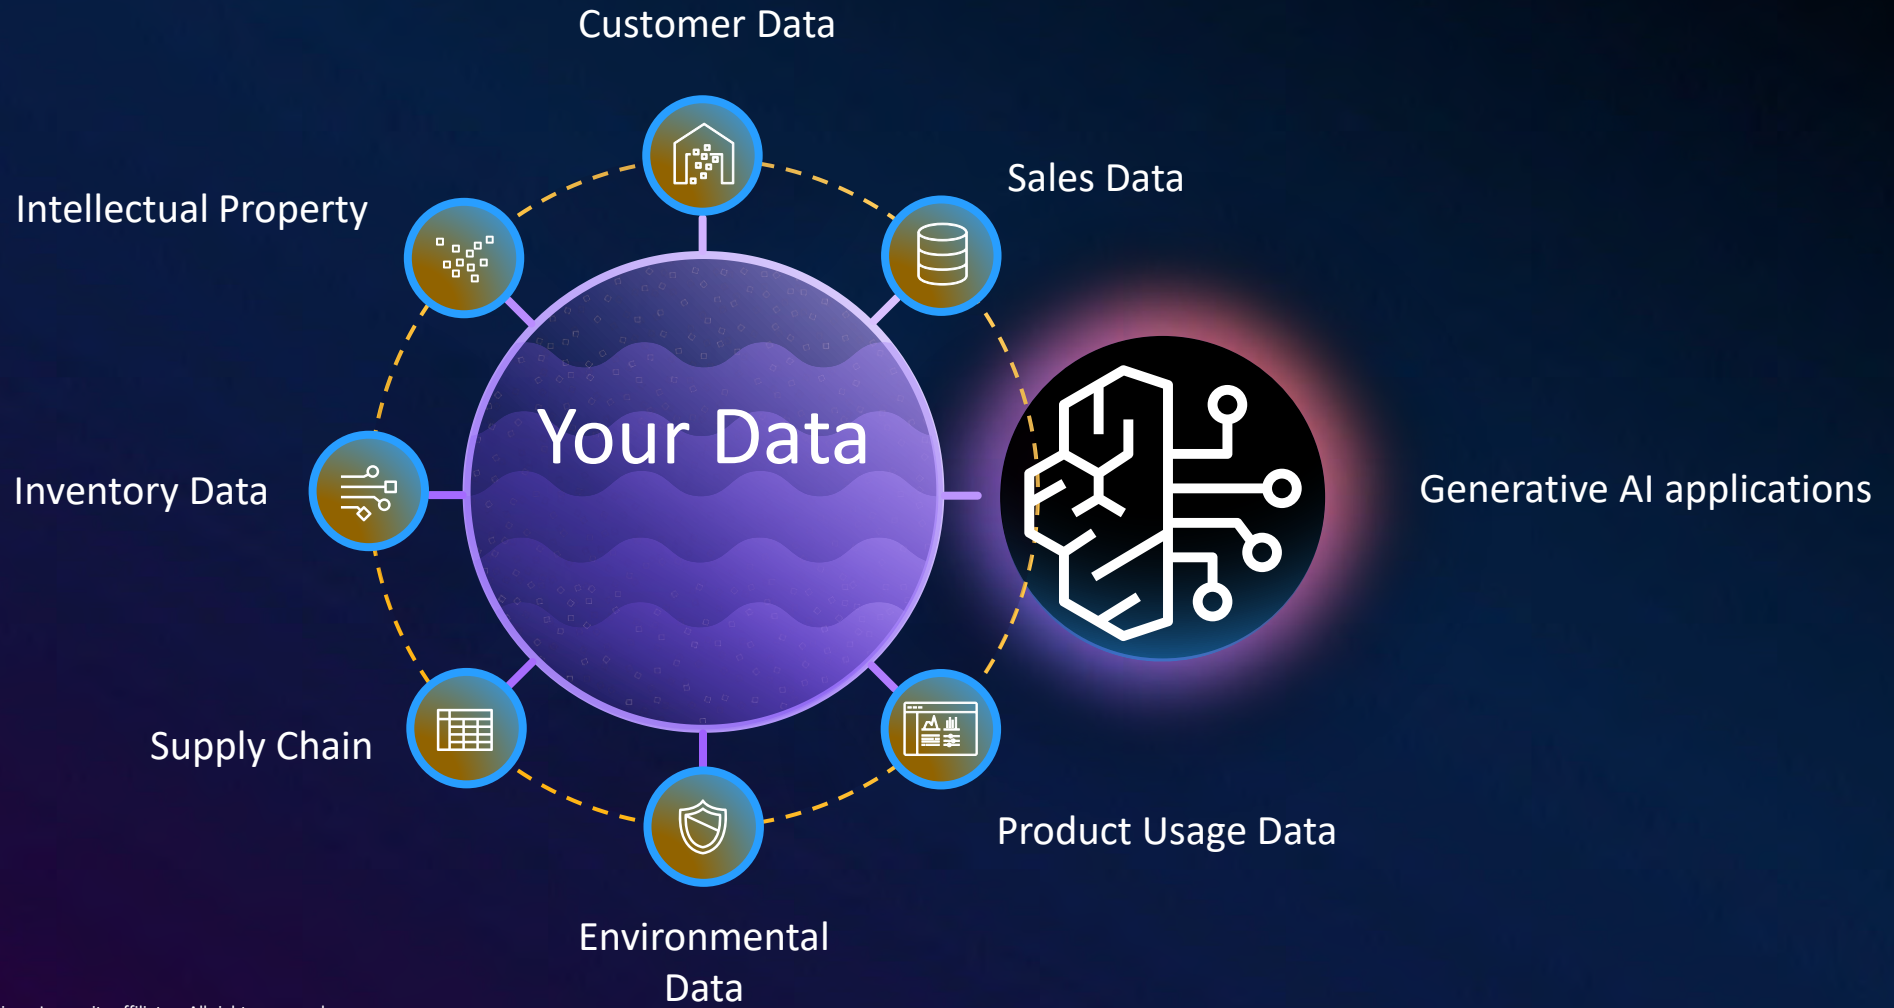 Customer Data
Sales Data
Intellectual Property
Your Data
Generative AI applications
Inventory Data
Supply Chain
Product Usage Data
Environmental
Data